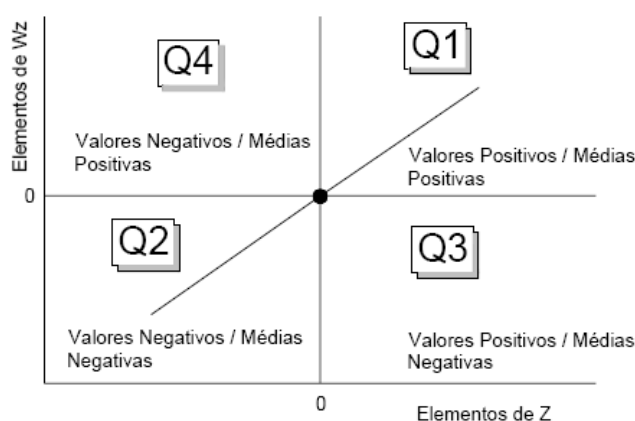 Elementos de Wz
Q4
Q1
Valores Negativos / Médias
Positivas
Valores Positivos / Médias
Positivas
0
Q2
Q3
Valores Negativos / Médias
Negativas
Valores Positivos / Médias
Negativas
0
Elementos de Z